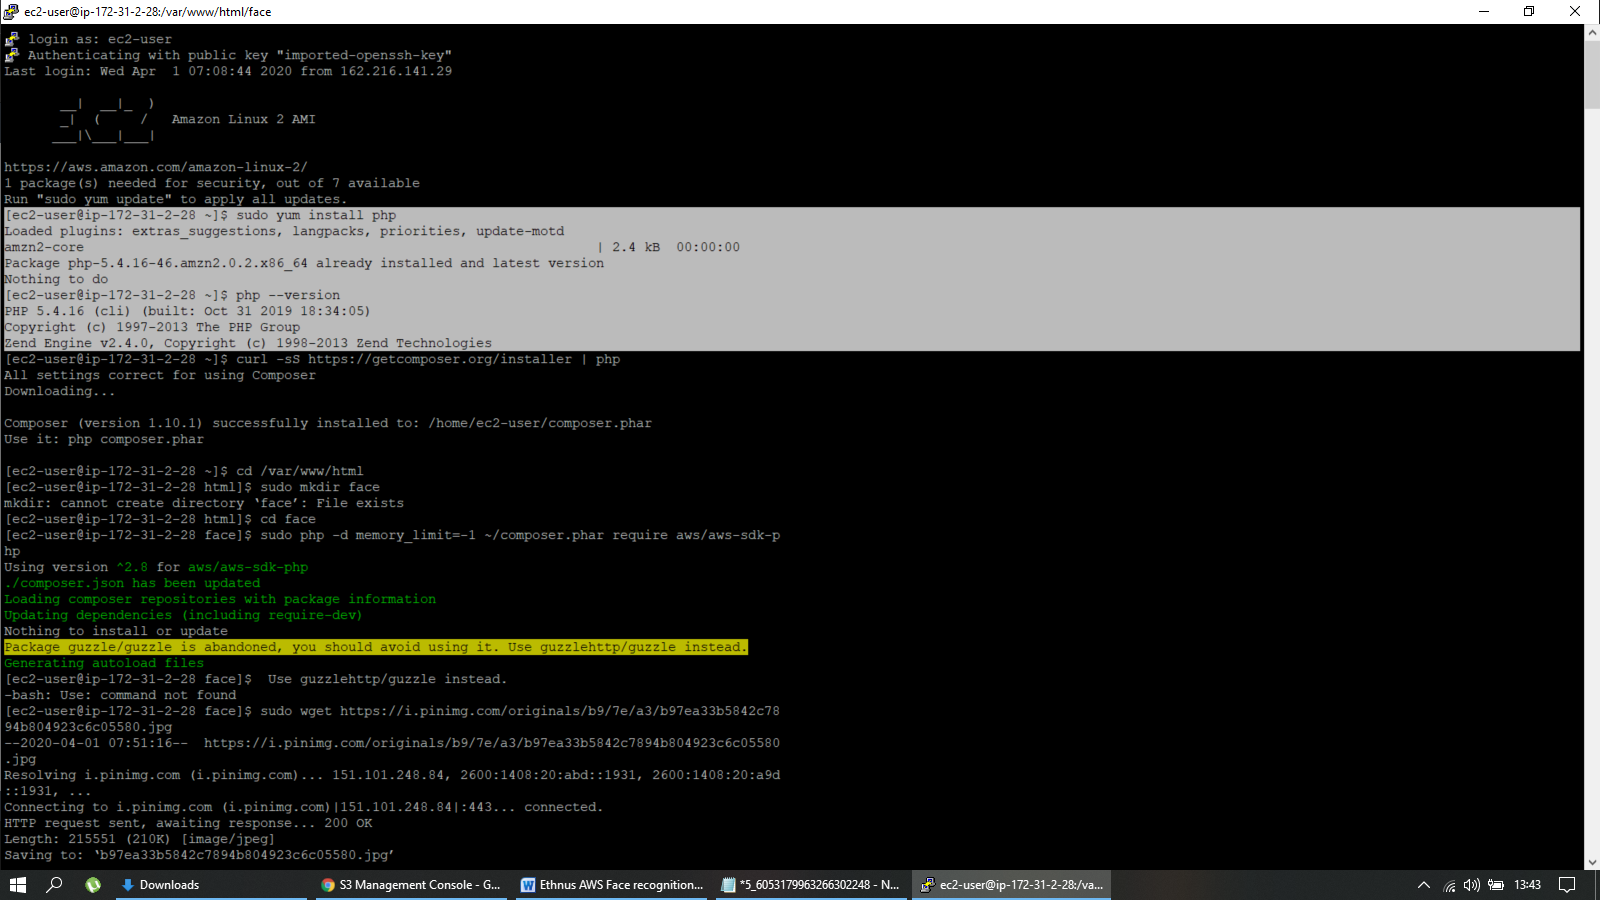 ec2-user@ip-172-31-2-28:/var/www/html/face
login as: ec2-user
Authenticating with public key "imported-openssh-key"
Last login: Wed Apr  1 07:08:44 2020 from 162.216.141.29
__|  __|_  )
_|  (     /   Amazon Linux 2 AMI
___|\___|___|
https://aws.amazon.com/amazon-linux-2/
1 package(s) needed for security, out of 7 available
Run "sudo yum update" to apply all updates.
[ec2-user@ip-172-31-2-28 ~]$ sudo yum install php
Loaded plugins: extras_suggestions, langpacks, priorities, update-motd
amzn2-core | 2.4 kB  00:00:00
Package php-5.4.16-46.amzn2.0.2.x86_64 already installed and latest version
Nothing to do
[ec2-user@ip-172-31-2-28 ~]$ php --version
PHP 5.4.16 (cli) (built: Oct 31 2019 18:34:05)
Copyright (c) 1997-2013 The PHP Group
Zend Engine v2.4.0, Copyright (c) 1998-2013 Zend Technologies
[ec2-user@ip-172-31-2-28 ~]$ curl -sS https://getcomposer.org/installer | php
All settings correct for using Composer
Downloading...
Composer (version 1.10.1) successfully installed to: /home/ec2-user/composer.phar
Use it: php composer.phar
[ec2-user@ip-172-31-2-28 ~]$ cd /var/www/html
[ec2-user@ip-172-31-2-28 html]$ sudo mkdir face
mkdir: cannot create directory ‘face’: File exists
[ec2-user@ip-172-31-2-28 html]$ cd face
[ec2-user@ip-172-31-2-28 face]$ sudo php -d memory_limit=-1 ~/composer.phar require aws/aws-sdk-p
hp
Using version ^2.8 for aws/aws-sdk-php
./composer.json has been updated
Loading composer repositories with package information
Updating dependencies (including require-dev)
Nothing to install or update
Package guzzle/guzzle is abandoned, you should avoid using it. Use guzzlehttp/guzzle instead.
Generating autoload files
[ec2-user@ip-172-31-2-28 face]$  Use guzzlehttp/guzzle instead.
-bash: Use: command not found
[ec2-user@ip-172-31-2-28 face]$ sudo wget https://i.pinimg.com/originals/b9/7e/a3/b97ea33b5842c78
94b804923c6c05580.jpg
--2020-04-01 07:51:16--  https://i.pinimg.com/originals/b9/7e/a3/b97ea33b5842c7894b804923c6c05580
.jpg
Resolving i.pinimg.com (i.pinimg.com)... 151.101.248.84, 2600:1408:20:abd::1931, 2600:1408:20:a9d
::1931, ...
Connecting to i.pinimg.com (i.pinimg.com)|151.101.248.84|:443... connected.
HTTP request sent, awaiting response... 200 OK
Length: 215551 (210K) [image/jpeg]
Saving to: ‘b97ea33b5842c7894b804923c6c05580.jpg’
Downloads
S3 Management Console - G...
Ethnus AWS Face recognition...
*5_6053179963266302248 - N...
ec2-user@ip-172-31-2-28:/va...
13:43